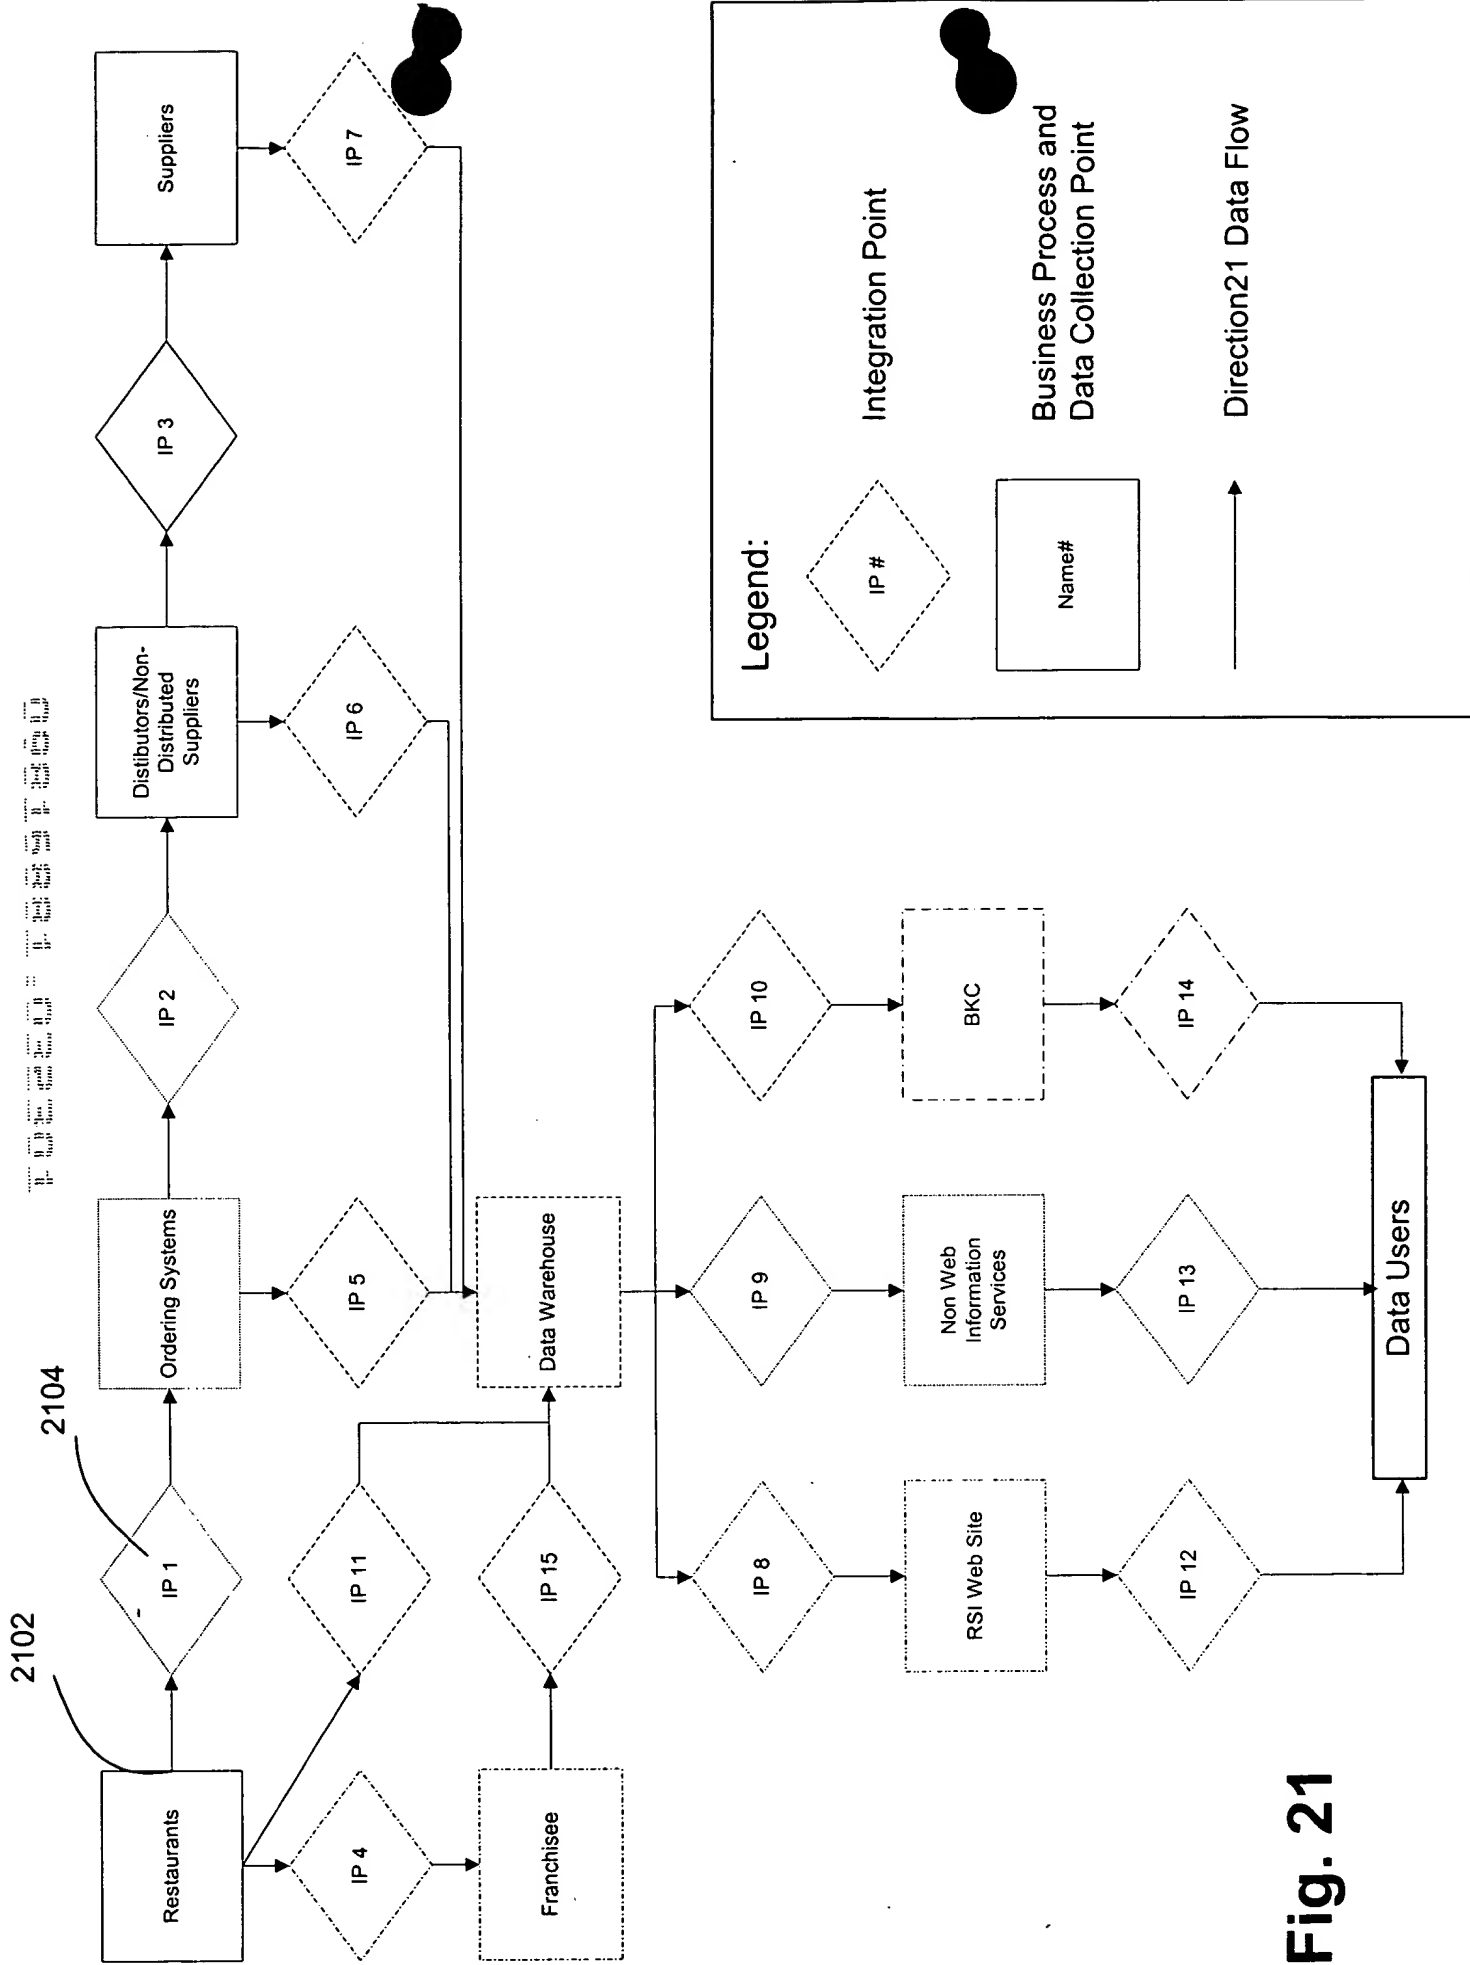 09816881.032301
2102
2104
Restaurants
IP 1
Ordering Systems
IP 2
Distibutors/Non-
Distributed
Suppliers
IP 3
Suppliers
IP 4
IP 11
IP 5
IP 6
IP 7
Franchisee
IP 15
Data Warehouse
IP 8
IP 9
IP 10
RSI Web Site
Non Web
Information
Services
BKC
IP 12
IP 13
IP 14
Data Users
Legend:
IP #
Integration Point
Name#
Business Process and
Data Collection Point
Direction21 Data Flow
Fig. 21